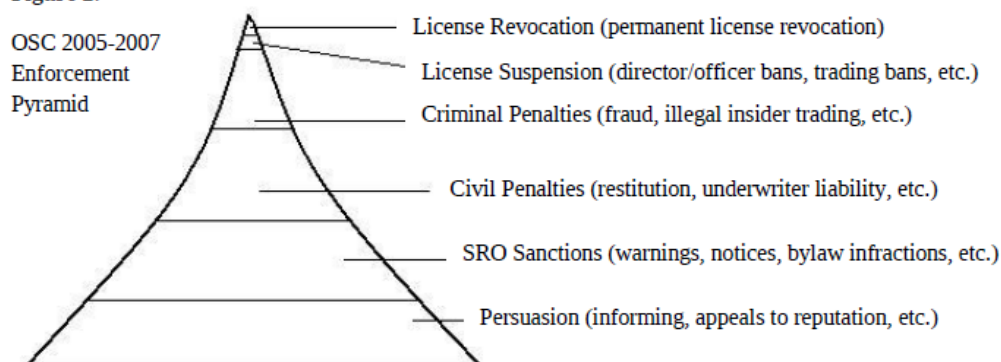 OSC 2005-2007
Enforcement
Pyramid
License Revocation (permanent license revocation)
License Suspension (director/officer bans, trading bans, etc.)
Criminal Penalties (fraud, illegal insider trading, etc.)
Civil Penalties (restitution, underwriter liability, etc.)
SRO Sanctions (warnings, notices, bylaw infractions, etc.)
Persuasion (informing, appeals to reputation, etc.)